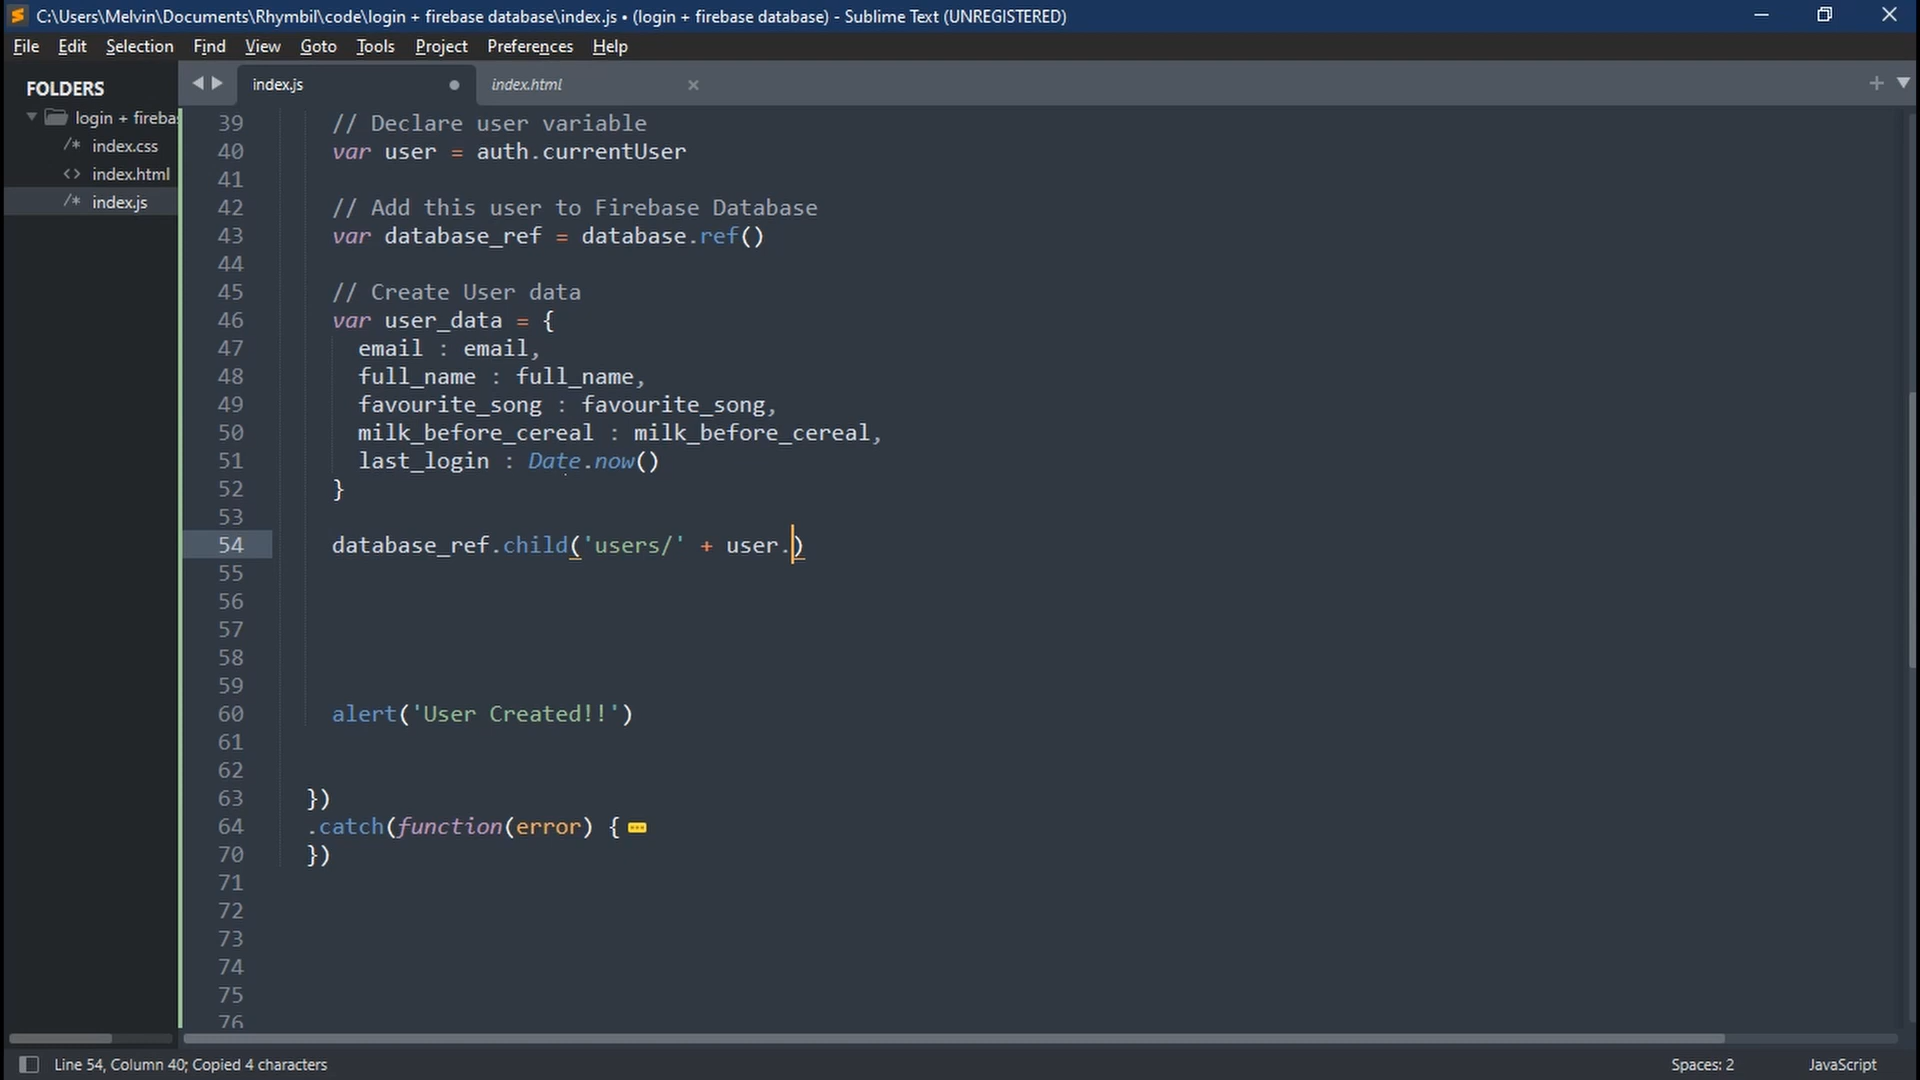 C:\Users\Melvin\Documents\Rhymbil\code\login + firebase database\index.js • (login + firebase database) - Sublime Text (UNREGISTERED)
File Edit Selection Find View Goto Tools Project Preferences Help
FOLDERS
login + fireba
index.css
index.html
index.js
index.js
index.html
39 // Declare user variable
40 var user = auth.currentUser
41
42 // Add this user to Firebase Database
43 var database_ref = database.ref()
44
45 // Create User data
46 var user_data = {
47 email : email,
48 full_name : full_name,
49 favourite_song : favourite_song,
50 milk_before_cereal : milk_before_cereal,
51 last_login : Date.now()
52 }
53
54 database_ref.child('users/' + user.)
55
56
57
58
59
60 alert('User Created!!')
61
62
63 })
64 .catch(function(error) {
70 })
71
72
73
74
75
76
Line 54, Column 40; Copied 4 characters
Spaces: 2
JavaScript